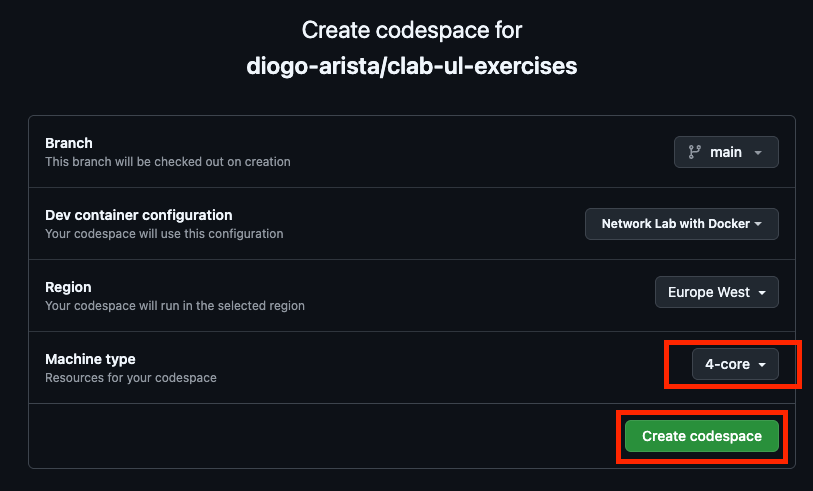 Create codespace for
diogo-arista/clab-ul-exercises
Branch
This branch will be checked out on creation
main
Dev container configuration
Your codespace will use this configuration
Network Lab with Docker
Region
Your codespace will run in the selected region
Europe West
Machine type
Resources for your codespace
4-core
Create codespace